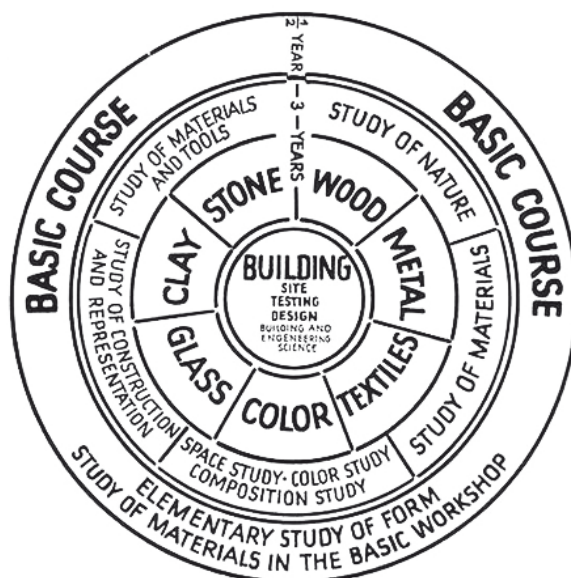 ½ YEAR
BASIC COURSE
BASIC COURSE
ELEMENTARY STUDY OF FORM
STUDY OF MATERIALS IN THE BASIC WORKSHOP
3 – YEARS
STUDY OF MATERIALS
AND TOOLS
STUDY OF NATURE
STUDY OF MATERIALS
SPACE STUDY · COLOR STUDY
COMPOSITION STUDY
STUDY OF CONSTRUCTION
AND REPRESENTATION
STONE
WOOD
METAL
TEXTILES
COLOR
GLASS
CLAY
BUILDING
SITE
TESTING
DESIGN
BUILDING AND
ENGENEERING
SCIENCE